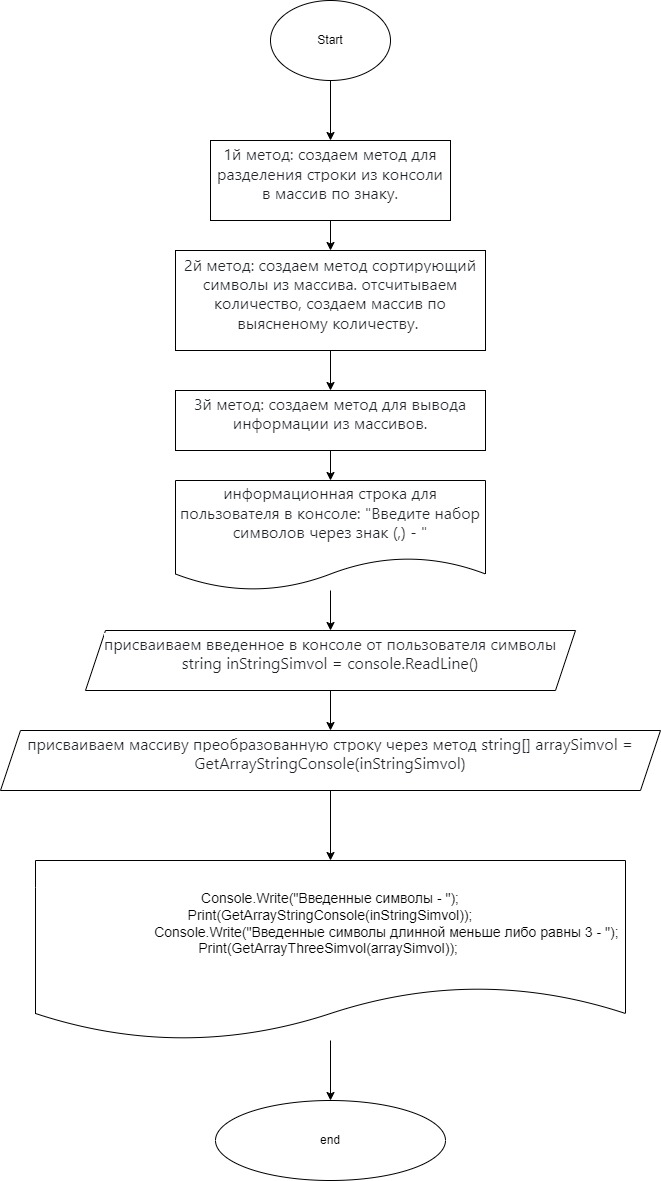 Start
1й метод: создаем метод для
разделения строки из консоли
в массив по знаку.
2й метод: создаем метод сортирующий
символы из массива. отсчитываем
количество, создаем массив по
выясненому количеству.
3й метод: создаем метод для вывода
информации из массивов.
информационная строка для
пользователя в консоле: "Введите набор
символов через знак (,) - "
присваиваем введенное в консоле от пользователя символы
string inStringSimvol = console.ReadLine()
присваиваем массиву преобразованную строку через метод string[] arraySimvol =
GetArrayStringConsole(inStringSimvol)
Console.Write("Введенные символы - ");
Print(GetArrayStringConsole(inStringSimvol));
Console.Write("Введенные символы длинной меньше либо равны 3 - ");
Print(GetArrayThreeSimvol(arraySimvol));
end